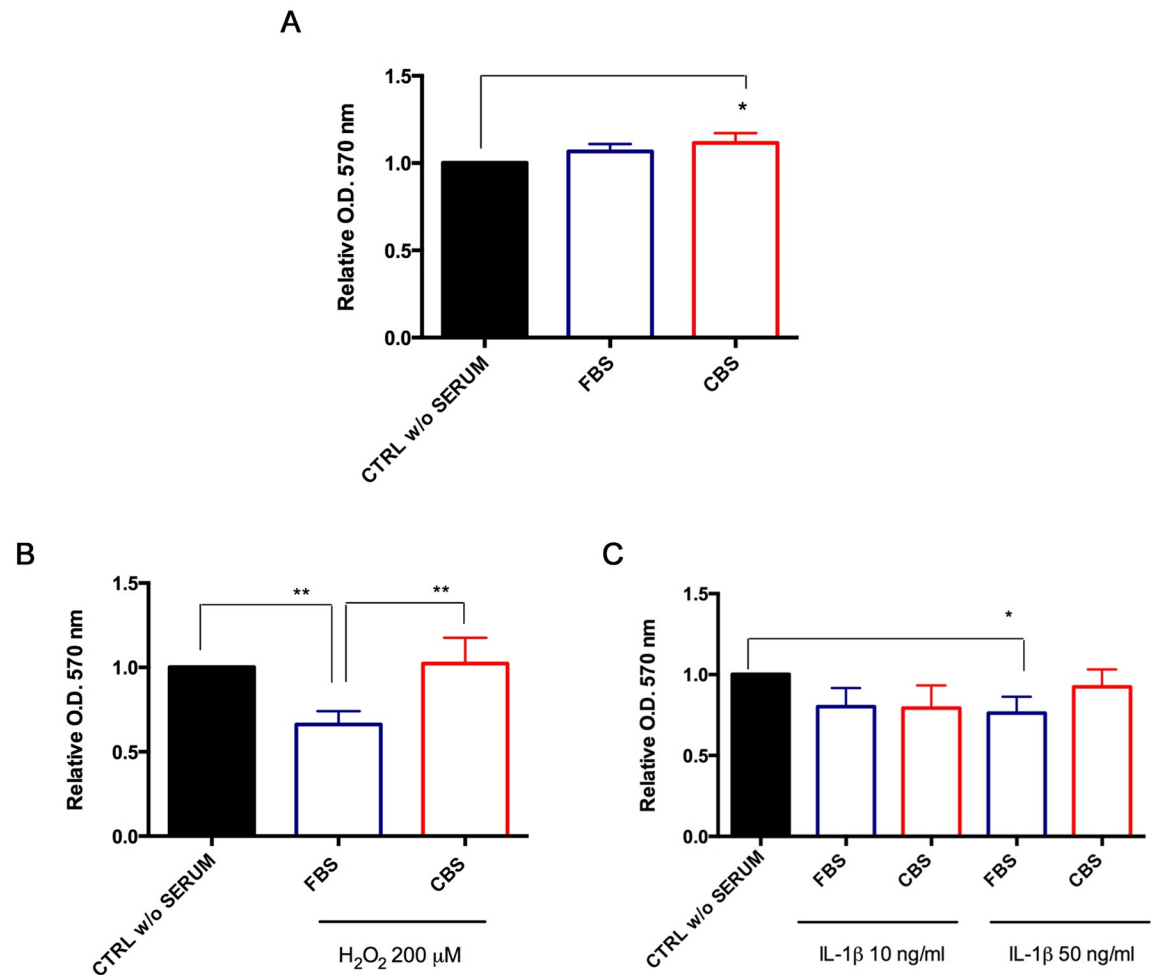 A
Relative O.D. 570 nm
1.5
1.0
0.5
0.0
*
CTRL w/o SERUM
FBS
CBS
B
Relative O.D. 570 nm
1.5
1.0
0.5
0.0
**
**
CTRL w/o SERUM
FBS
CBS
H₂O₂ 200 μM
C
Relative O.D. 570 nm
1.5
1.0
0.5
0.0
*
CTRL w/o SERUM
FBS
CBS
FBS
CBS
IL-1β 10 ng/ml
IL-1β 50 ng/ml